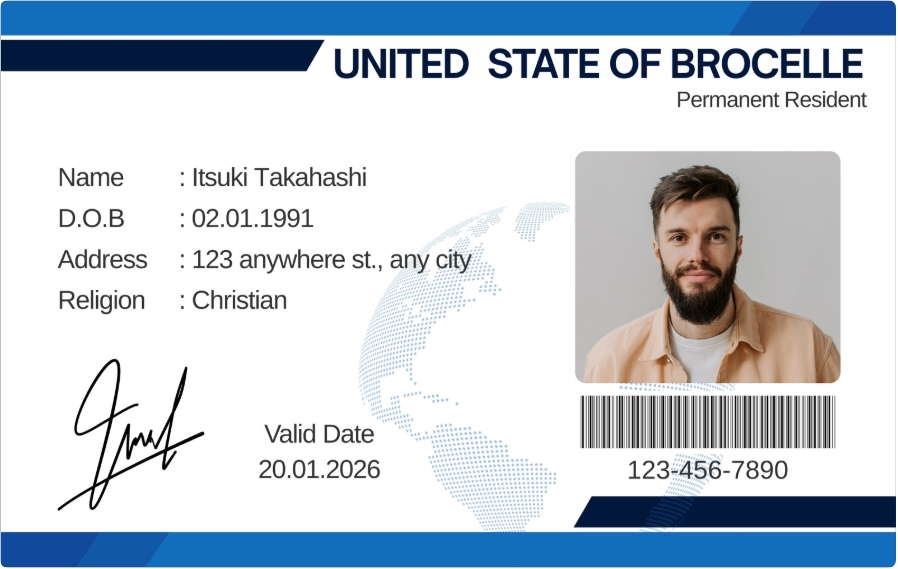 UNITED STATE OF BROCELLE
Permanent Resident
Name : Itsuki Takahashi
D.O.B : 02.01.1991
Address : 123 anywhere st., any city
Religion : Christian
Valid Date
20.01.2026
123-456-7890